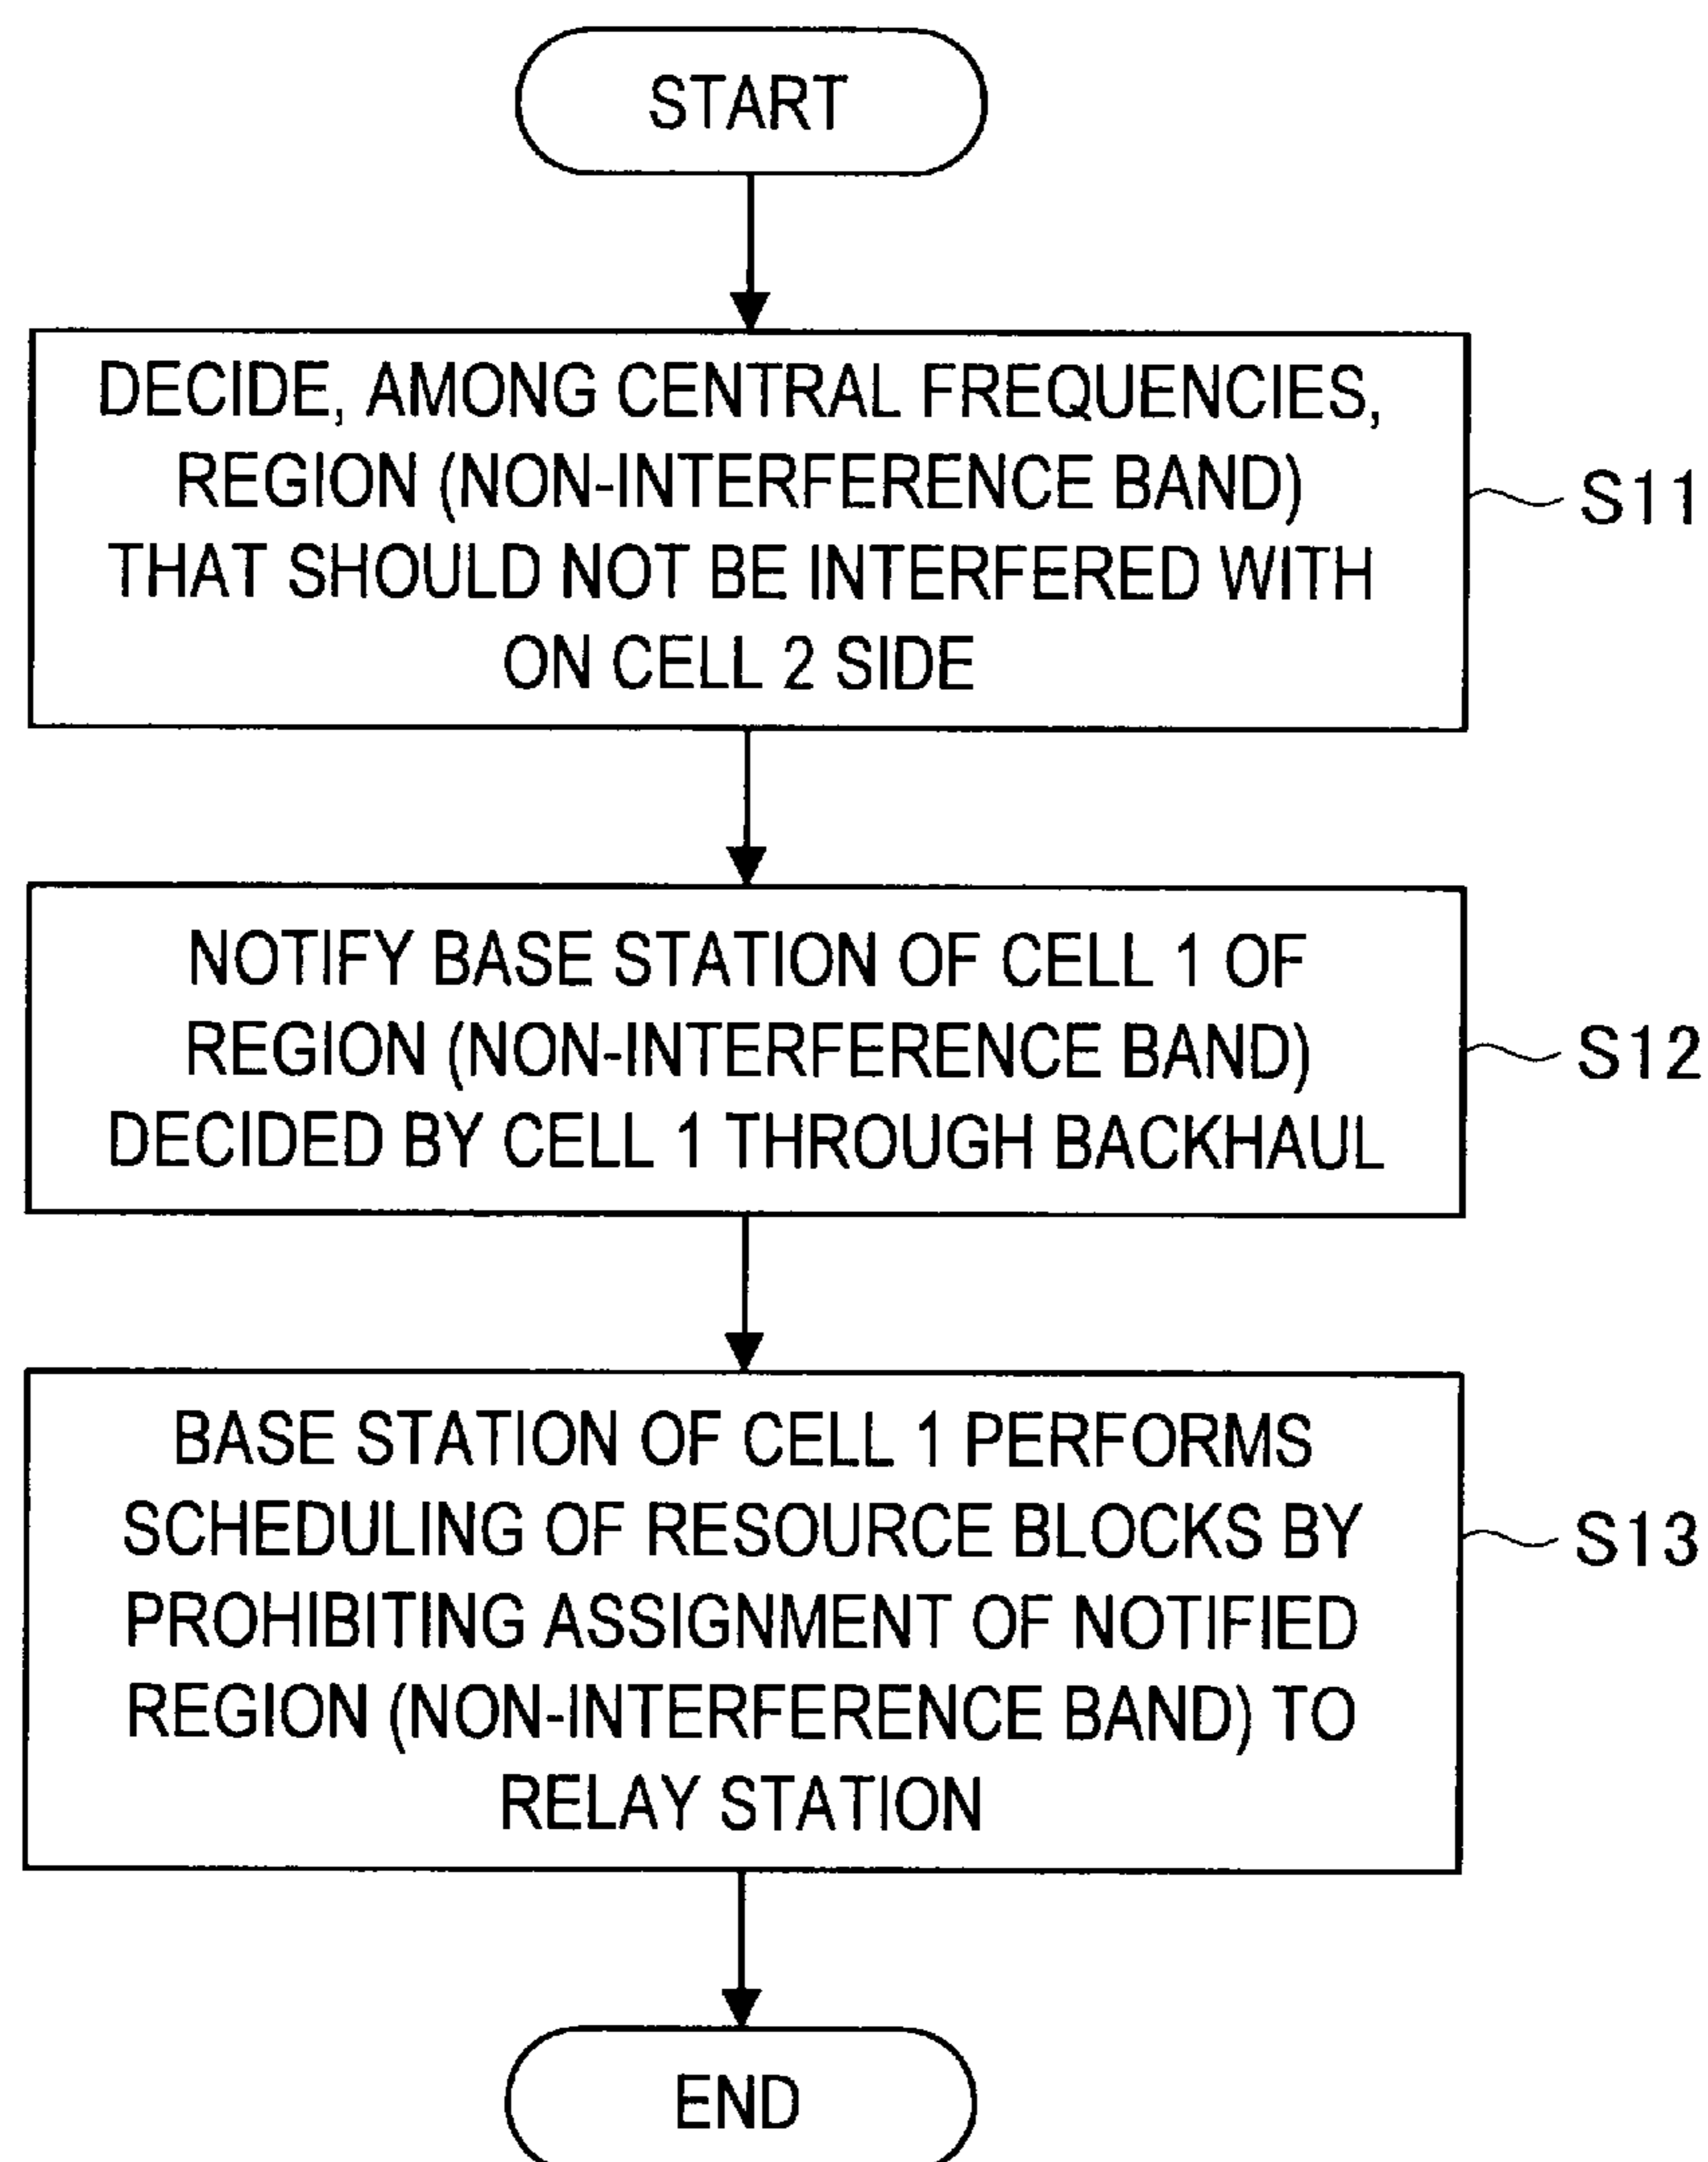 START
DECIDE, AMONG CENTRAL FREQUENCIES,
REGION (NON-INTERFERENCE BAND)
THAT SHOULD NOT BE INTERFERED WITH
ON CELL 2 SIDE
S11
NOTIFY BASE STATION OF CELL 1 OF
REGION (NON-INTERFERENCE BAND)
DECIDED BY CELL 1 THROUGH BACKHAUL
S12
BASE STATION OF CELL 1 PERFORMS
SCHEDULING OF RESOURCE BLOCKS BY
PROHIBITING ASSIGNMENT OF NOTIFIED
REGION (NON-INTERFERENCE BAND) TO
RELAY STATION
S13
END